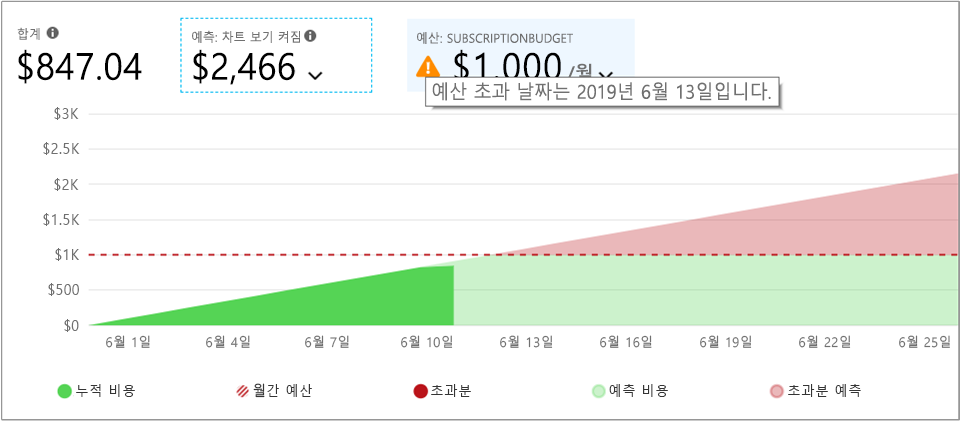 합계
$847.04
예측: 차트 보기 켜짐
$2,466
예산: SUBSCRIPTIONBUDGET
$1,000 /월
예산 초과 날짜는 2019년 6월 13일입니다.
$3K
$2.5K
$2K
$1.5K
$1K
$500
$0
6월 1일 6월 4일 6월 7일 6월 10일 6월 13일 6월 16일 6월 19일 6월 22일 6월 25일
누적 비용 월간 예산 초과분 예측 비용 초과분 예측